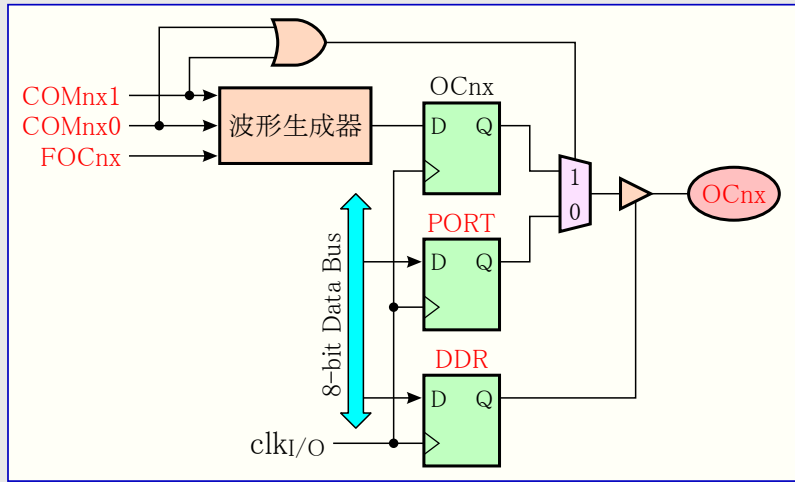 OCnx
COMnx1
COMnx0
FOCnx
波形生成器
D Q
1
0
OCnx
PORT
D Q
8-bit Data Bus
DDR
D Q
clkI/O